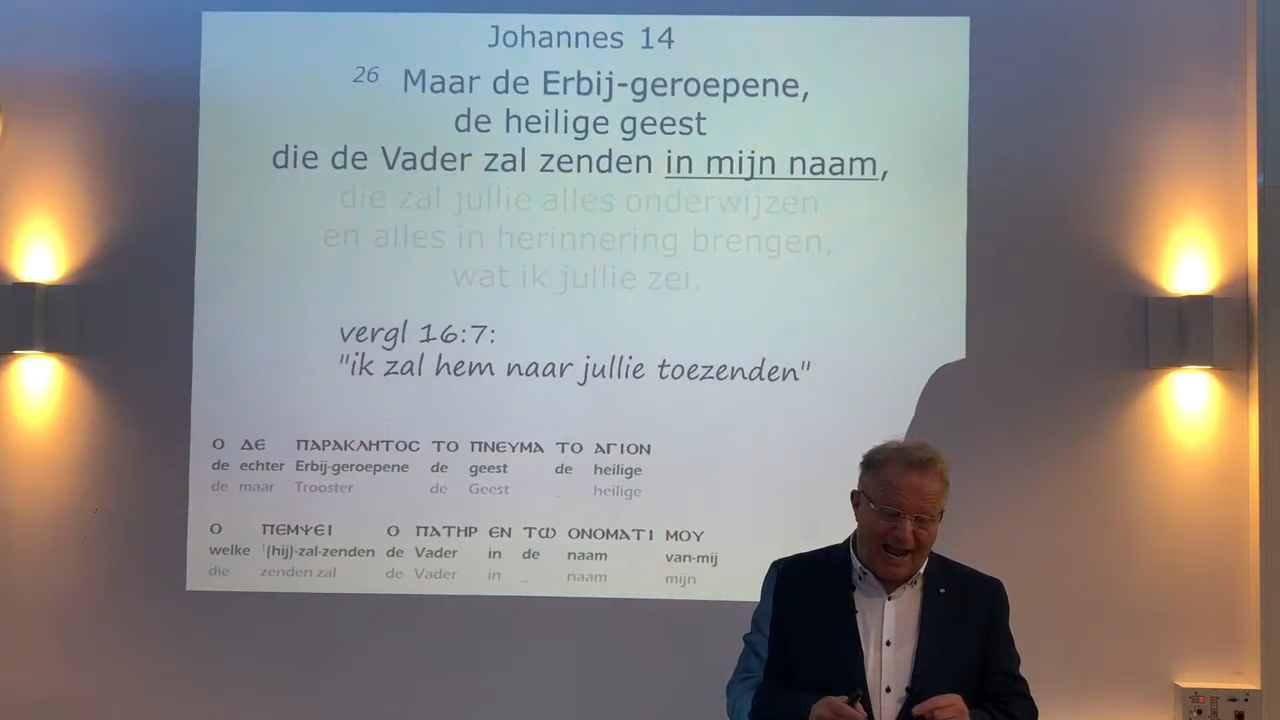 Johannes 14
26 Maar de Erbij-geroepene,
de heilige geest
die de Vader zal zenden in mijn naam,
die zal jullie alles onderwijzen
en alles in herinnering brengen,
wat ik jullie zei.
vergl 16:7:
"ik zal hem naar jullie toezenden"
Ο ΔΕ ΠΑΡΑΚΛΗΤΟϹ ΤΟ ΠΝΕΥΜΑ ΤΟ ΑΓΙΟΝ
de echter Erbij-geroepene de geest de heilige
de maar Trooster de Geest _ heilige
Ο ΠΕΜΨΕΙ Ο ΠΑΤΗΡ ΕΝ ΤΩ ΟΝΟΜΑΤΙ ΜΟΥ
welke (hij)-zal-zenden de Vader in de naam van-mij
die zenden zal de Vader in _ naam mijn